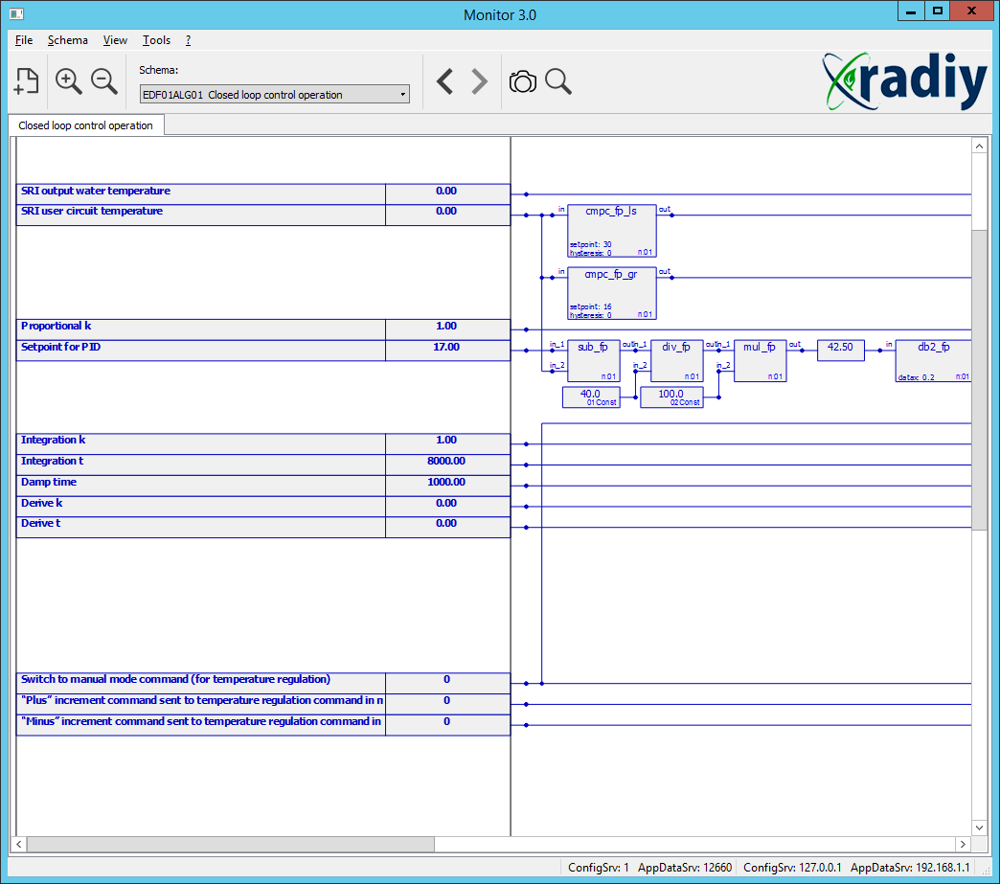 Monitor 3.0
File Schema View Tools ?
Schema:
EDF01ALG01 Closed loop control operation
radiy
Closed loop control operation
SRI output water temperature 0.00
SRI user circuit temperature 0.00
in cmpc_fp_ls out
setpoint: 30
hysteresis: 0 n:01
in cmpc_fp_gr out
setpoint: 16
hysteresis: 0 n:01
Proportional k 1.00
Setpoint for PID 17.00
in_1 sub_fp out in_1 div_fp out in_1 mul_fp out 42.50 in db2_fp
in_2 in_2 in_2
n:01 n:01 n:01 datax: 0.2 n:01
40.0 100.0
01 Const 02 Const
Integration k 1.00
Integration t 8000.00
Damp time 1000.00
Derive k 0.00
Derive t 0.00
Switch to manual mode command (for temperature regulation) 0
"Plus" increment command sent to temperature regulation command in n 0
"Minus" increment command sent to temperature regulation command in 0
ConfigSrv: 1 AppDataSrv: 12660 ConfigSrv: 127.0.0.1 AppDataSrv: 192.168.1.1